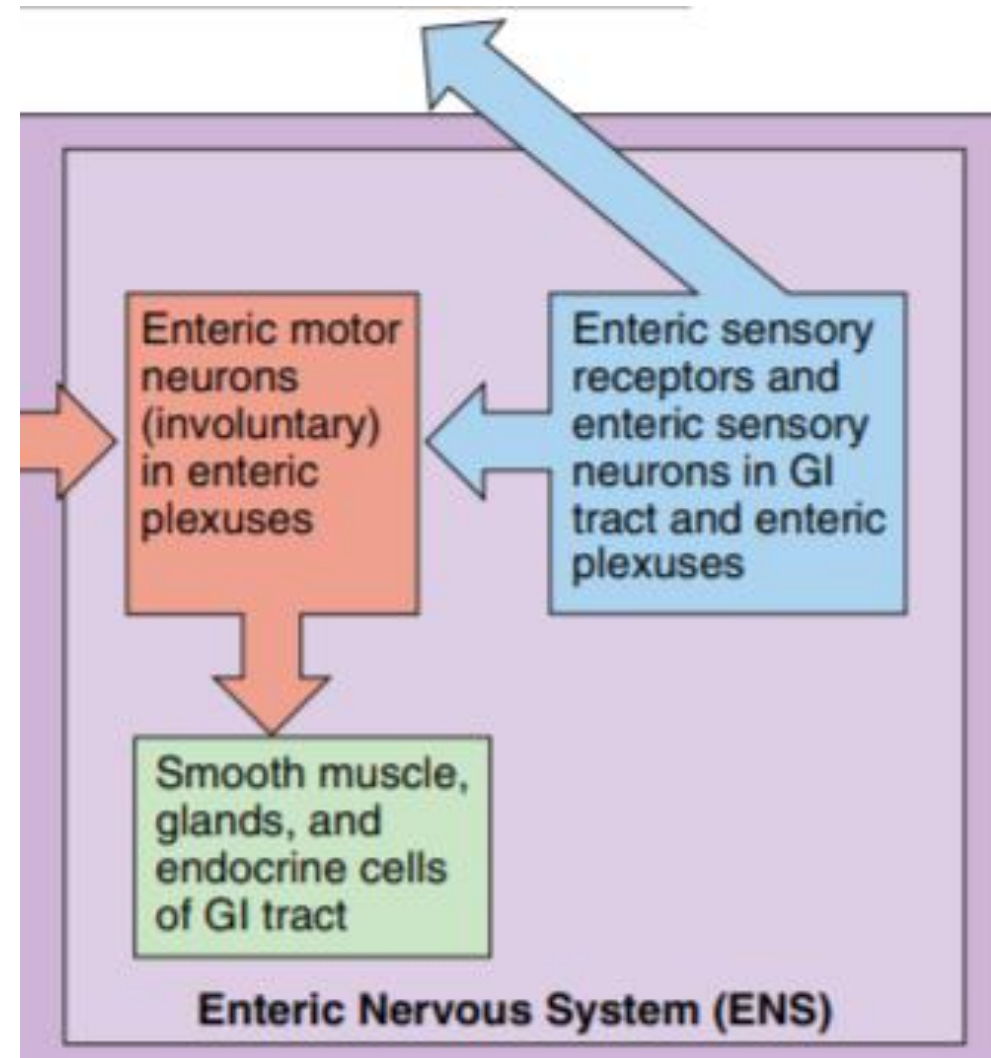 Enteric motor
neurons
(involuntary)
in enteric
plexuses
Enteric sensory
receptors and
enteric sensory
neurons in GI
tract and enteric
plexuses
Smooth muscle,
glands, and
endocrine cells
of GI tract
Enteric Nervous System (ENS)